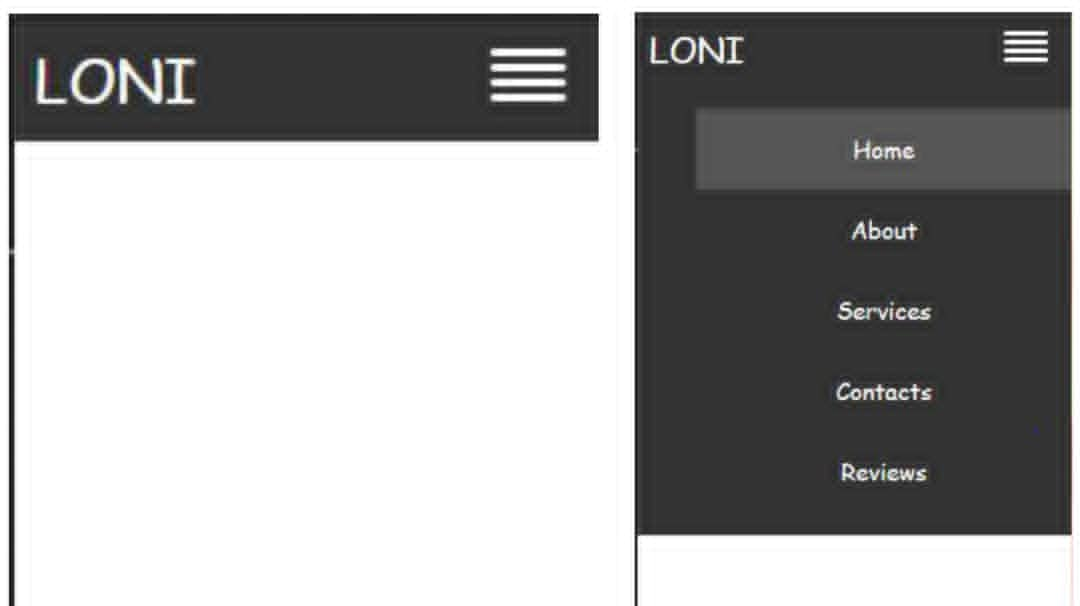 LONI
LONI
Home
About
Services
Contacts
Reviews